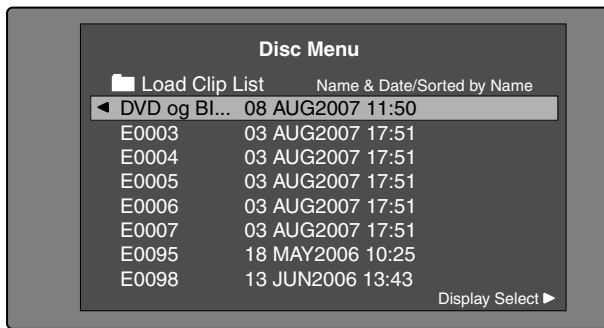 Disc Menu
Load Clip List Name & Date/Sorted by Name
◄ DVD og BI... 08 AUG2007 11:50
E0003 03 AUG2007 17:51
E0004 03 AUG2007 17:51
E0005 03 AUG2007 17:51
E0006 03 AUG2007 17:51
E0007 03 AUG2007 17:51
E0095 18 MAY2006 10:25
E0098 13 JUN2006 13:43
Display Select ►